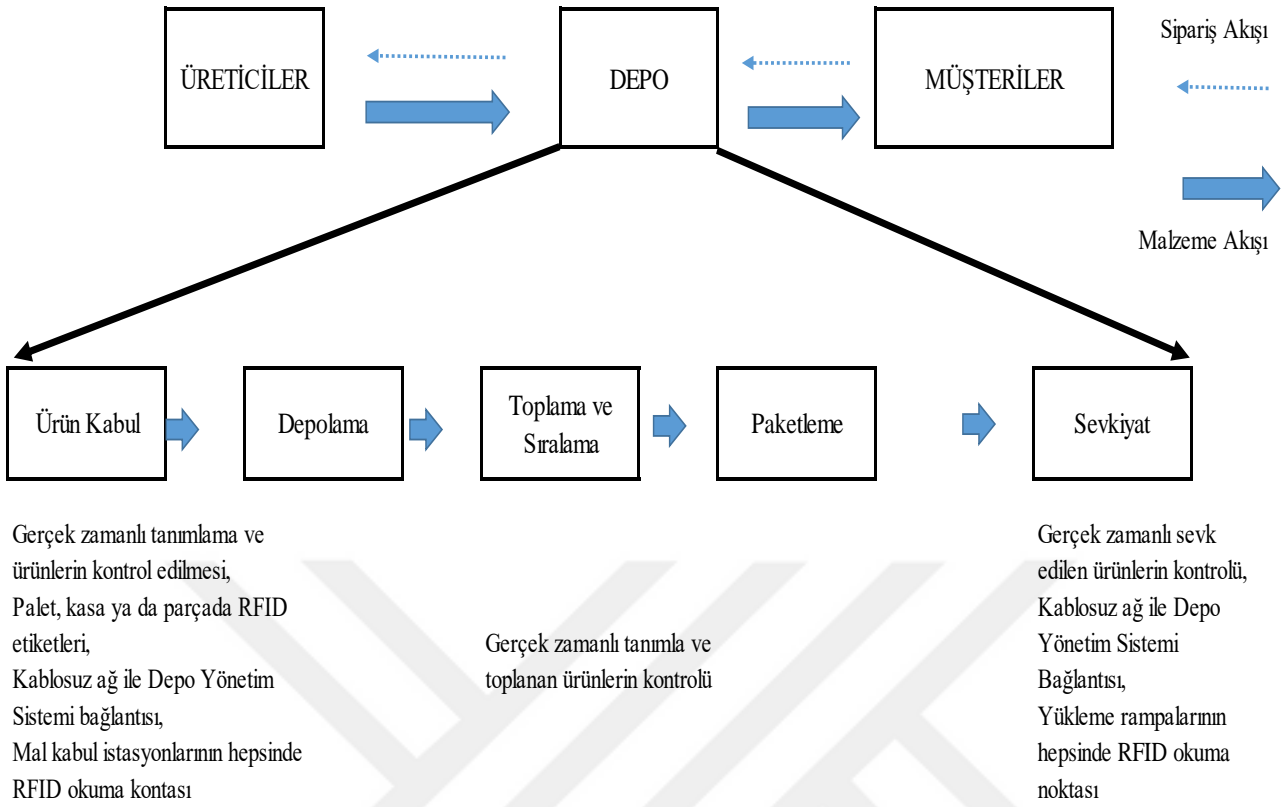 ÜRETİCİLER
DEPO
MÜŞTERİLER
Sipariş Akışı
Malzeme Akışı
Ürün Kabul
Depolama
Toplama ve
Sıralama
Paketleme
Sevkiyat
Gerçek zamanlı tanımlama ve
ürünlerin kontrol edilmesi,
Palet, kasa ya da parçada RFID
etiketleri,
Kablosuz ağ ile Depo Yönetim
Sistemi bağlantısı,
Mal kabul istasyonlarının hepsinde
RFID okuma kontası
Gerçek zamanlı tanımla ve
toplanan ürünlerin kontrolü
Gerçek zamanlı sevk
edilen ürünlerin kontrolü,
Kablosuz ağ ile Depo
Yönetim Sistemi
Bağlantısı,
Yükleme rampalarının
hepsinde RFID okuma
noktası